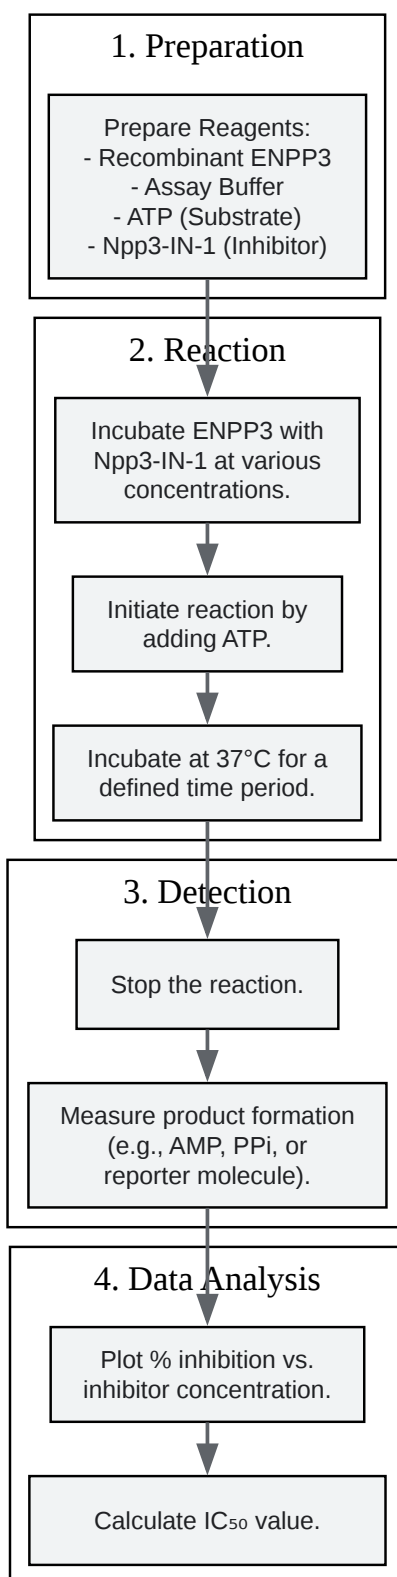 1. Preparation
Prepare Reagents:
- Recombinant ENPP3
- Assay Buffer
- ATP (Substrate)
- Npp3-IN-1 (Inhibitor)
2. Reaction
Incubate ENPP3 with
Npp3-IN-1 at various
concentrations.
Initiate reaction by
adding ATP.
Incubate at 37°C for a
defined time period.
3. Detection
Stop the reaction.
Measure product formation
(e.g., AMP, PPi, or
reporter molecule).
4. Data Analysis
Plot % inhibition vs.
inhibitor concentration.
Calculate IC₅₀ value.